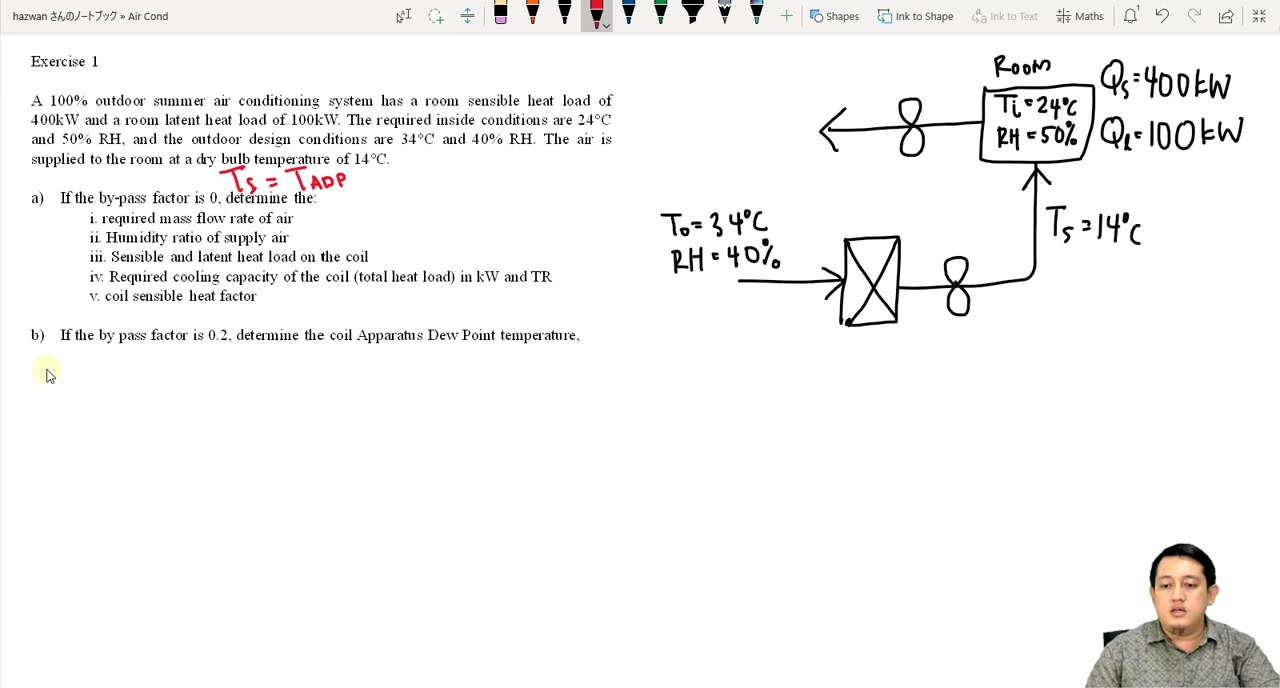 hazwan さんのノートブック » Air Cond
Shapes
Ink to Shape
Ink to Text
Maths
1
Exercise 1
A 100% outdoor summer air conditioning system has a room sensible heat load of
400kW and a room latent heat load of 100kW. The required inside conditions are 24°C
and 50% RH, and the outdoor design conditions are 34°C and 40% RH. The air is
supplied to the room at a dry bulb temperature of 14°C.
Ts = TADP
a) If the by-pass factor is 0, determine the:
i. required mass flow rate of air
ii. Humidity ratio of supply air
iii. Sensible and latent heat load on the coil
iv. Required cooling capacity of the coil (total heat load) in kW and TR
v. coil sensible heat factor
b) If the by pass factor is 0.2, determine the coil Apparatus Dew Point temperature,
Room
Ti = 24°C
RH = 50%
Qs = 400kW
Ql = 100kW
To = 34°C
RH = 40%
Ts = 14°C